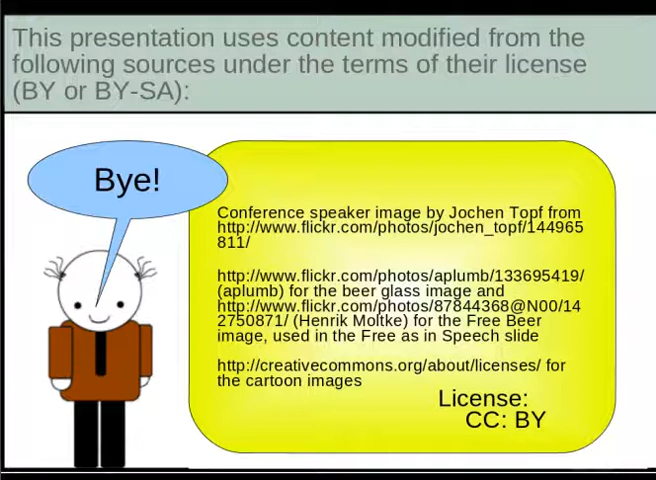 This presentation uses content modified from the
following sources under the terms of their license
(BY or BY-SA):
Bye!
Conference speaker image by Jochen Topf from
http://www.flickr.com/photos/jochen_topf/144965
811/
http://www.flickr.com/photos/aplumb/133695419/
(aplumb) for the beer glass image and
http://www.flickr.com/photos/87844368@N00/14
2750871/ (Henrik Moltke) for the Free Beer
image, used in the Free as in Speech slide
http://creativecommons.org/about/licenses/ for
the cartoon images
License:
CC: BY